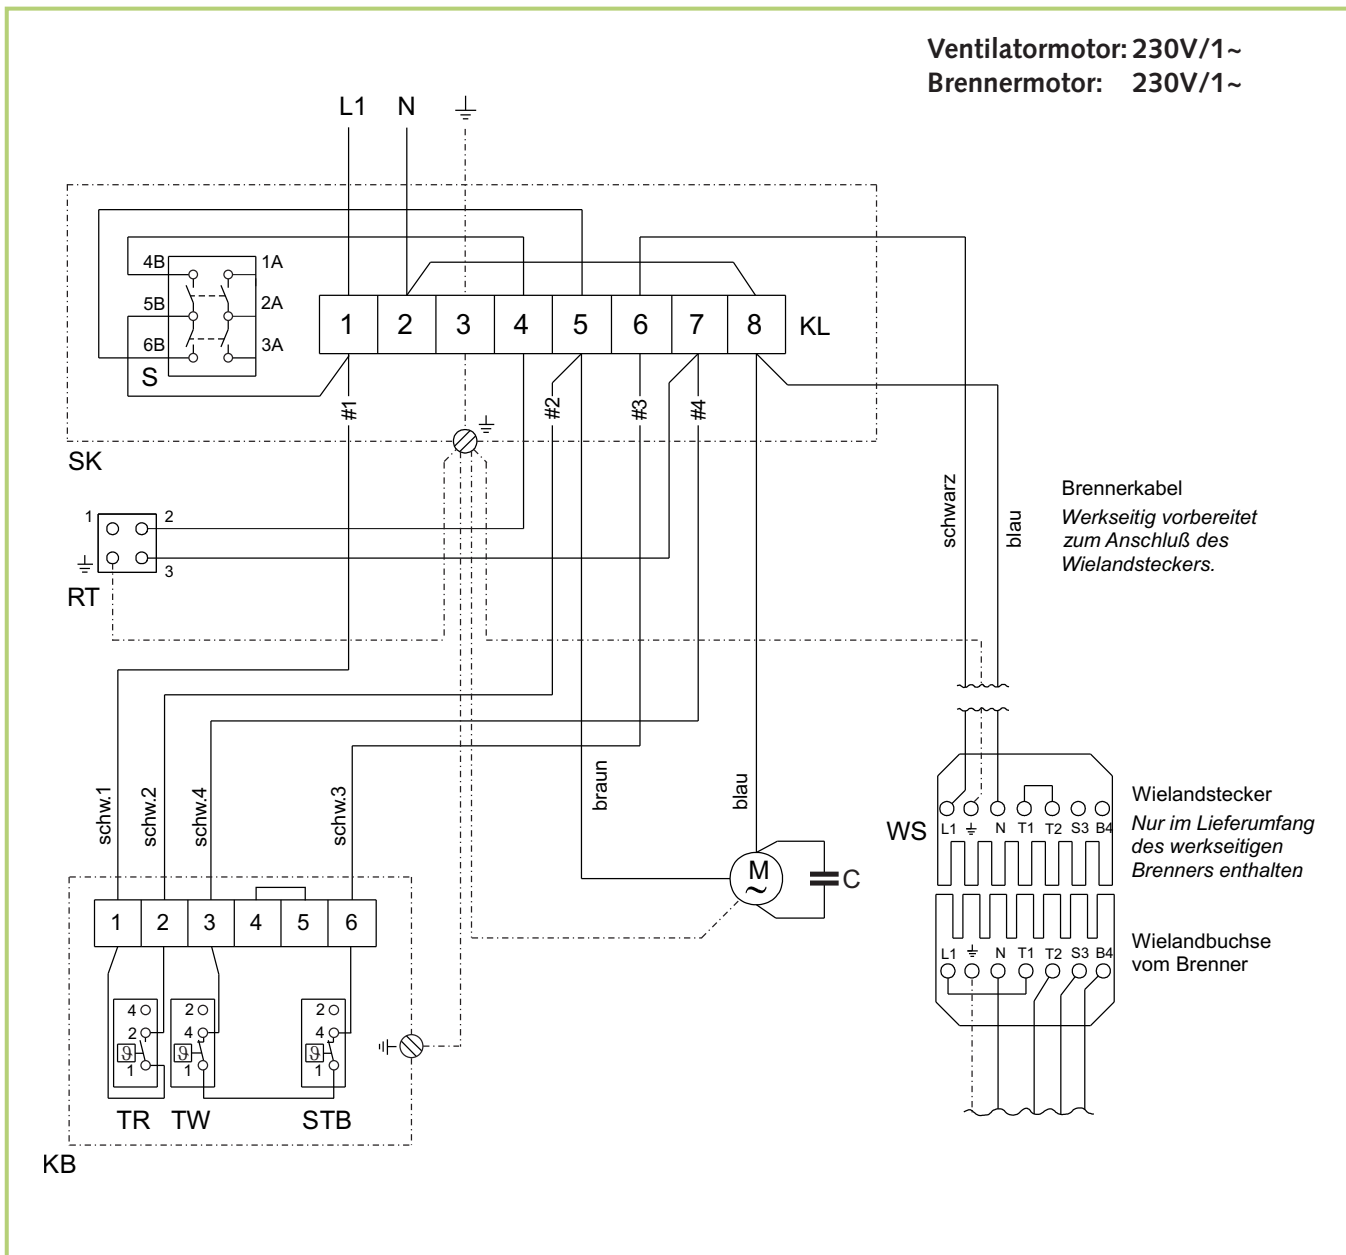 Ventilatormotor: 230V/1~
Brennermotor: 230V/1~
L1 N
4B 1A
5B 2A
6B 3A
S
1 2 3 4 5 6 7 8 KL
#1 #2 #3 #4
SK
1 2
3
RT
schwarz
blau
Brennerkabel
Werkseitig vorbereitet
zum Anschluß des
Wielandsteckers.
schw.1
schw.2
schw.4
schw.3
braun
blau
M
~
C
WS
L1 N T1 T2 S3 B4
Wielandstecker
Nur im Lieferumfang
des werkseitigen
Brenners enthalten
L1 N T1 T2 S3 B4
Wielandbuchse
vom Brenner
1 2 3 4 5 6
4 2 2
2 4 4
ϑ ϑ ϑ
1 1 1
TR TW STB
KB